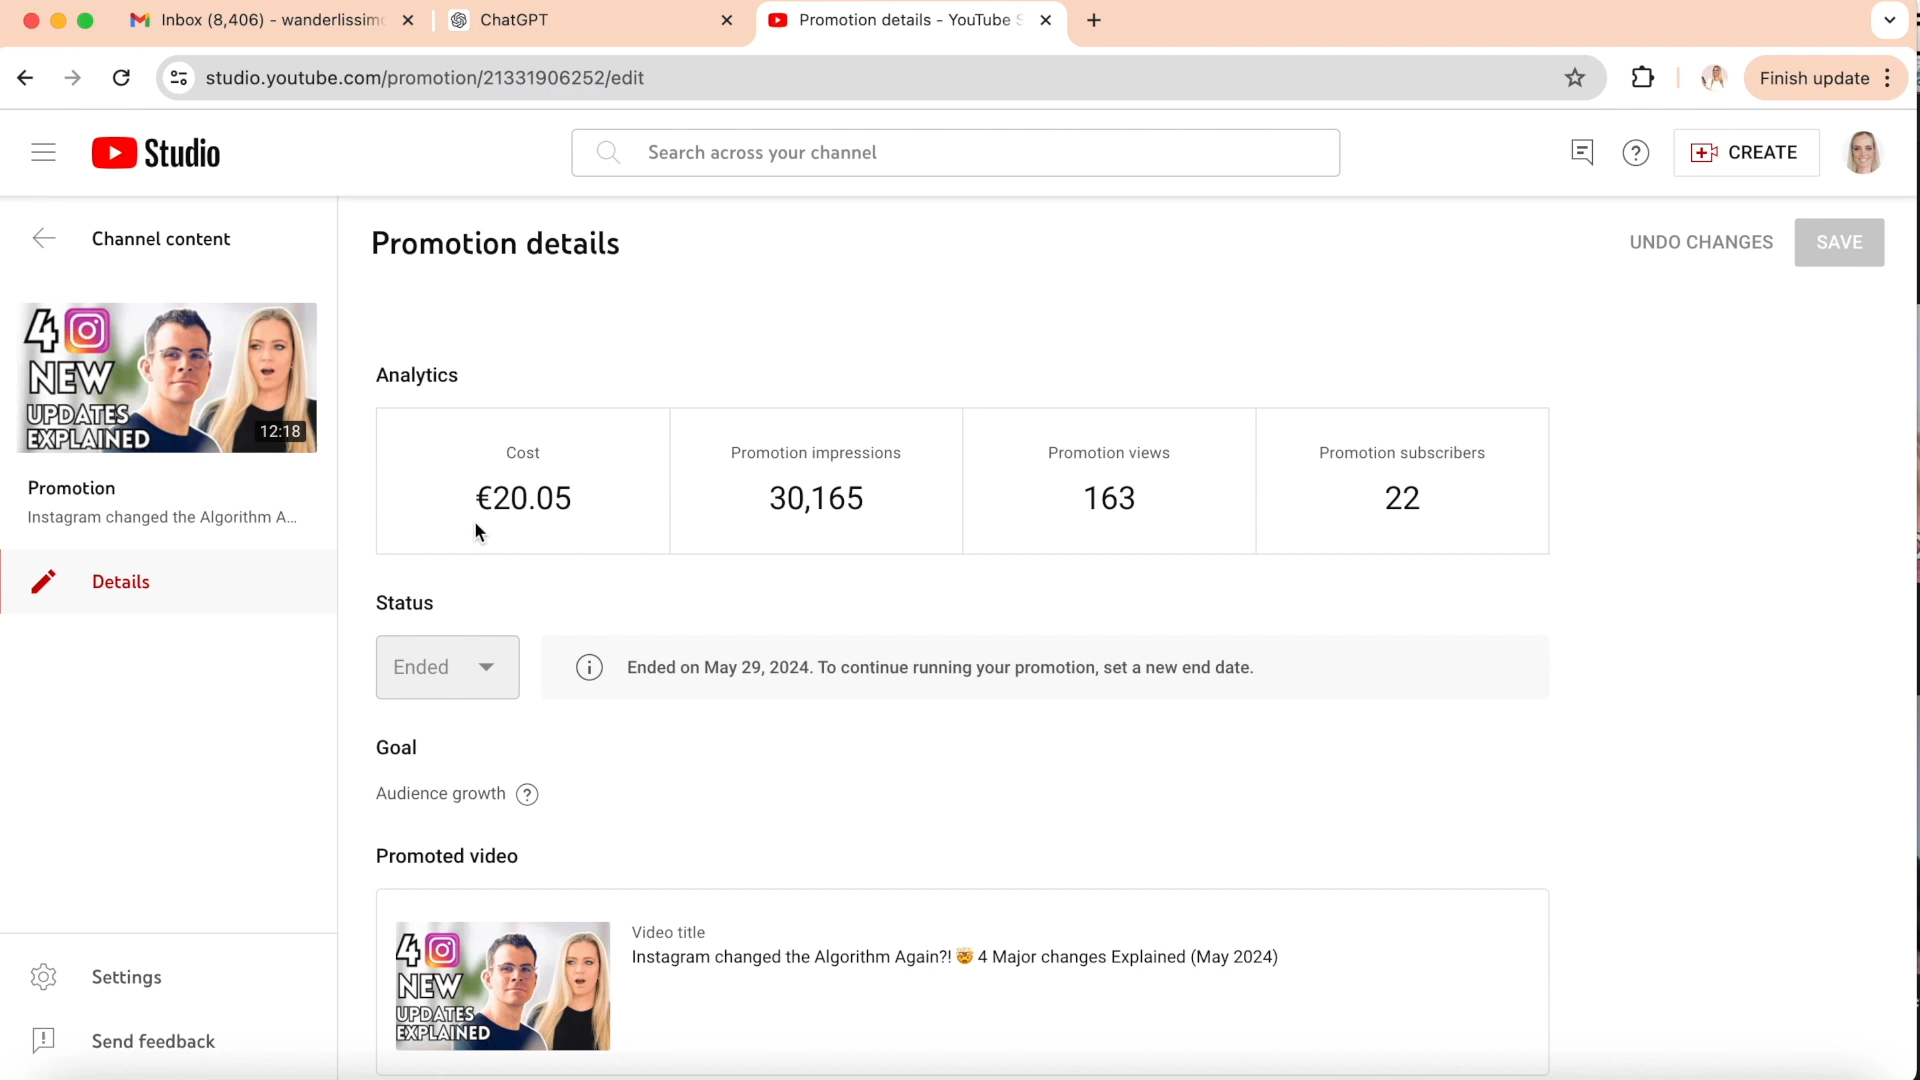 Inbox (8,406) - wanderlissimo
ChatGPT
Promotion details - YouTube S
studio.youtube.com/promotion/21331906252/edit
Finish update
Studio
Search across your channel
CREATE
Channel content
Promotion details
UNDO CHANGES
SAVE
4
NEW
UPDATES
EXPLAINED
12:18
Promotion
Instagram changed the Algorithm A...
Details
Settings
Send feedback
Analytics
Cost
€20.05
Promotion impressions
30,165
Promotion views
163
Promotion subscribers
22
Status
Ended
Ended on May 29, 2024. To continue running your promotion, set a new end date.
Goal
Audience growth
Promoted video
4
NEW
UPDATES
EXPLAINED
Video title
Instagram changed the Algorithm Again?! 🤯 4 Major changes Explained (May 2024)